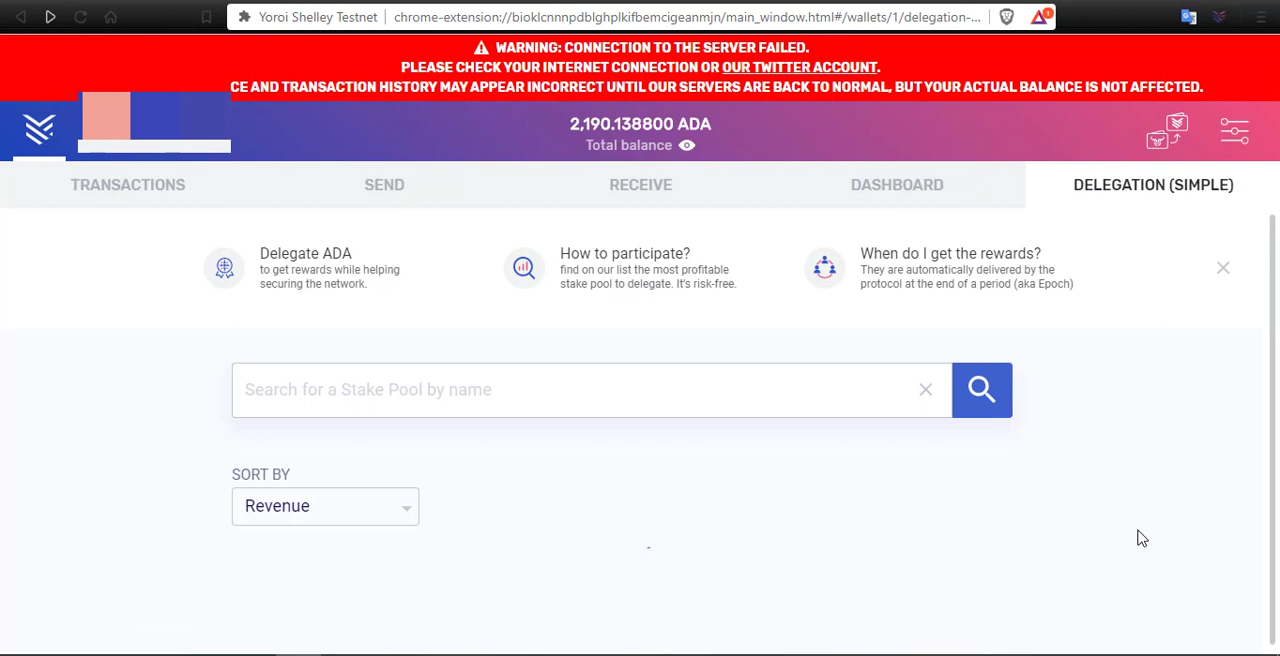 Yoroi Shelley Testnet chrome-extension://bioklcnnnpdblghplkifbemcigeanmjn/main_window.html#/wallets/1/delegation-... 1
WARNING: CONNECTION TO THE SERVER FAILED.
PLEASE CHECK YOUR INTERNET CONNECTION OR OUR TWITTER ACCOUNT.
CE AND TRANSACTION HISTORY MAY APPEAR INCORRECT UNTIL OUR SERVERS ARE BACK TO NORMAL, BUT YOUR ACTUAL BALANCE IS NOT AFFECTED.
2,190.138800 ADA
Total balance
TRANSACTIONS SEND RECEIVE DASHBOARD DELEGATION (SIMPLE)
Delegate ADA
to get rewards while helping
securing the network.
How to participate?
find on our list the most profitable
stake pool to delegate. It's risk-free.
When do I get the rewards?
They are automatically delivered by the
protocol at the end of a period (aka Epoch)
Search for a Stake Pool by name
SORT BY
Revenue
-